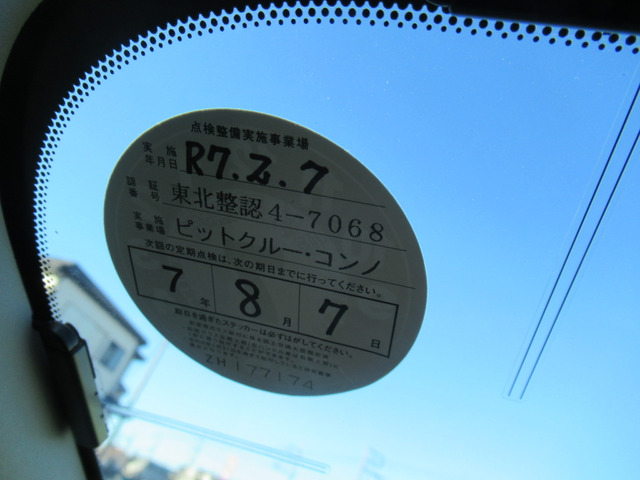 点検整備実施事業場
実施年月日 R7.2.7
認証番号 東北整認4-7068
実施事業場 ピットクルー・コンノ
次回の定期点検は、次の期日までに行ってください。
7年 8月 7日
期日を過ぎたステッカーは必ずはがしてください。
ZH177174